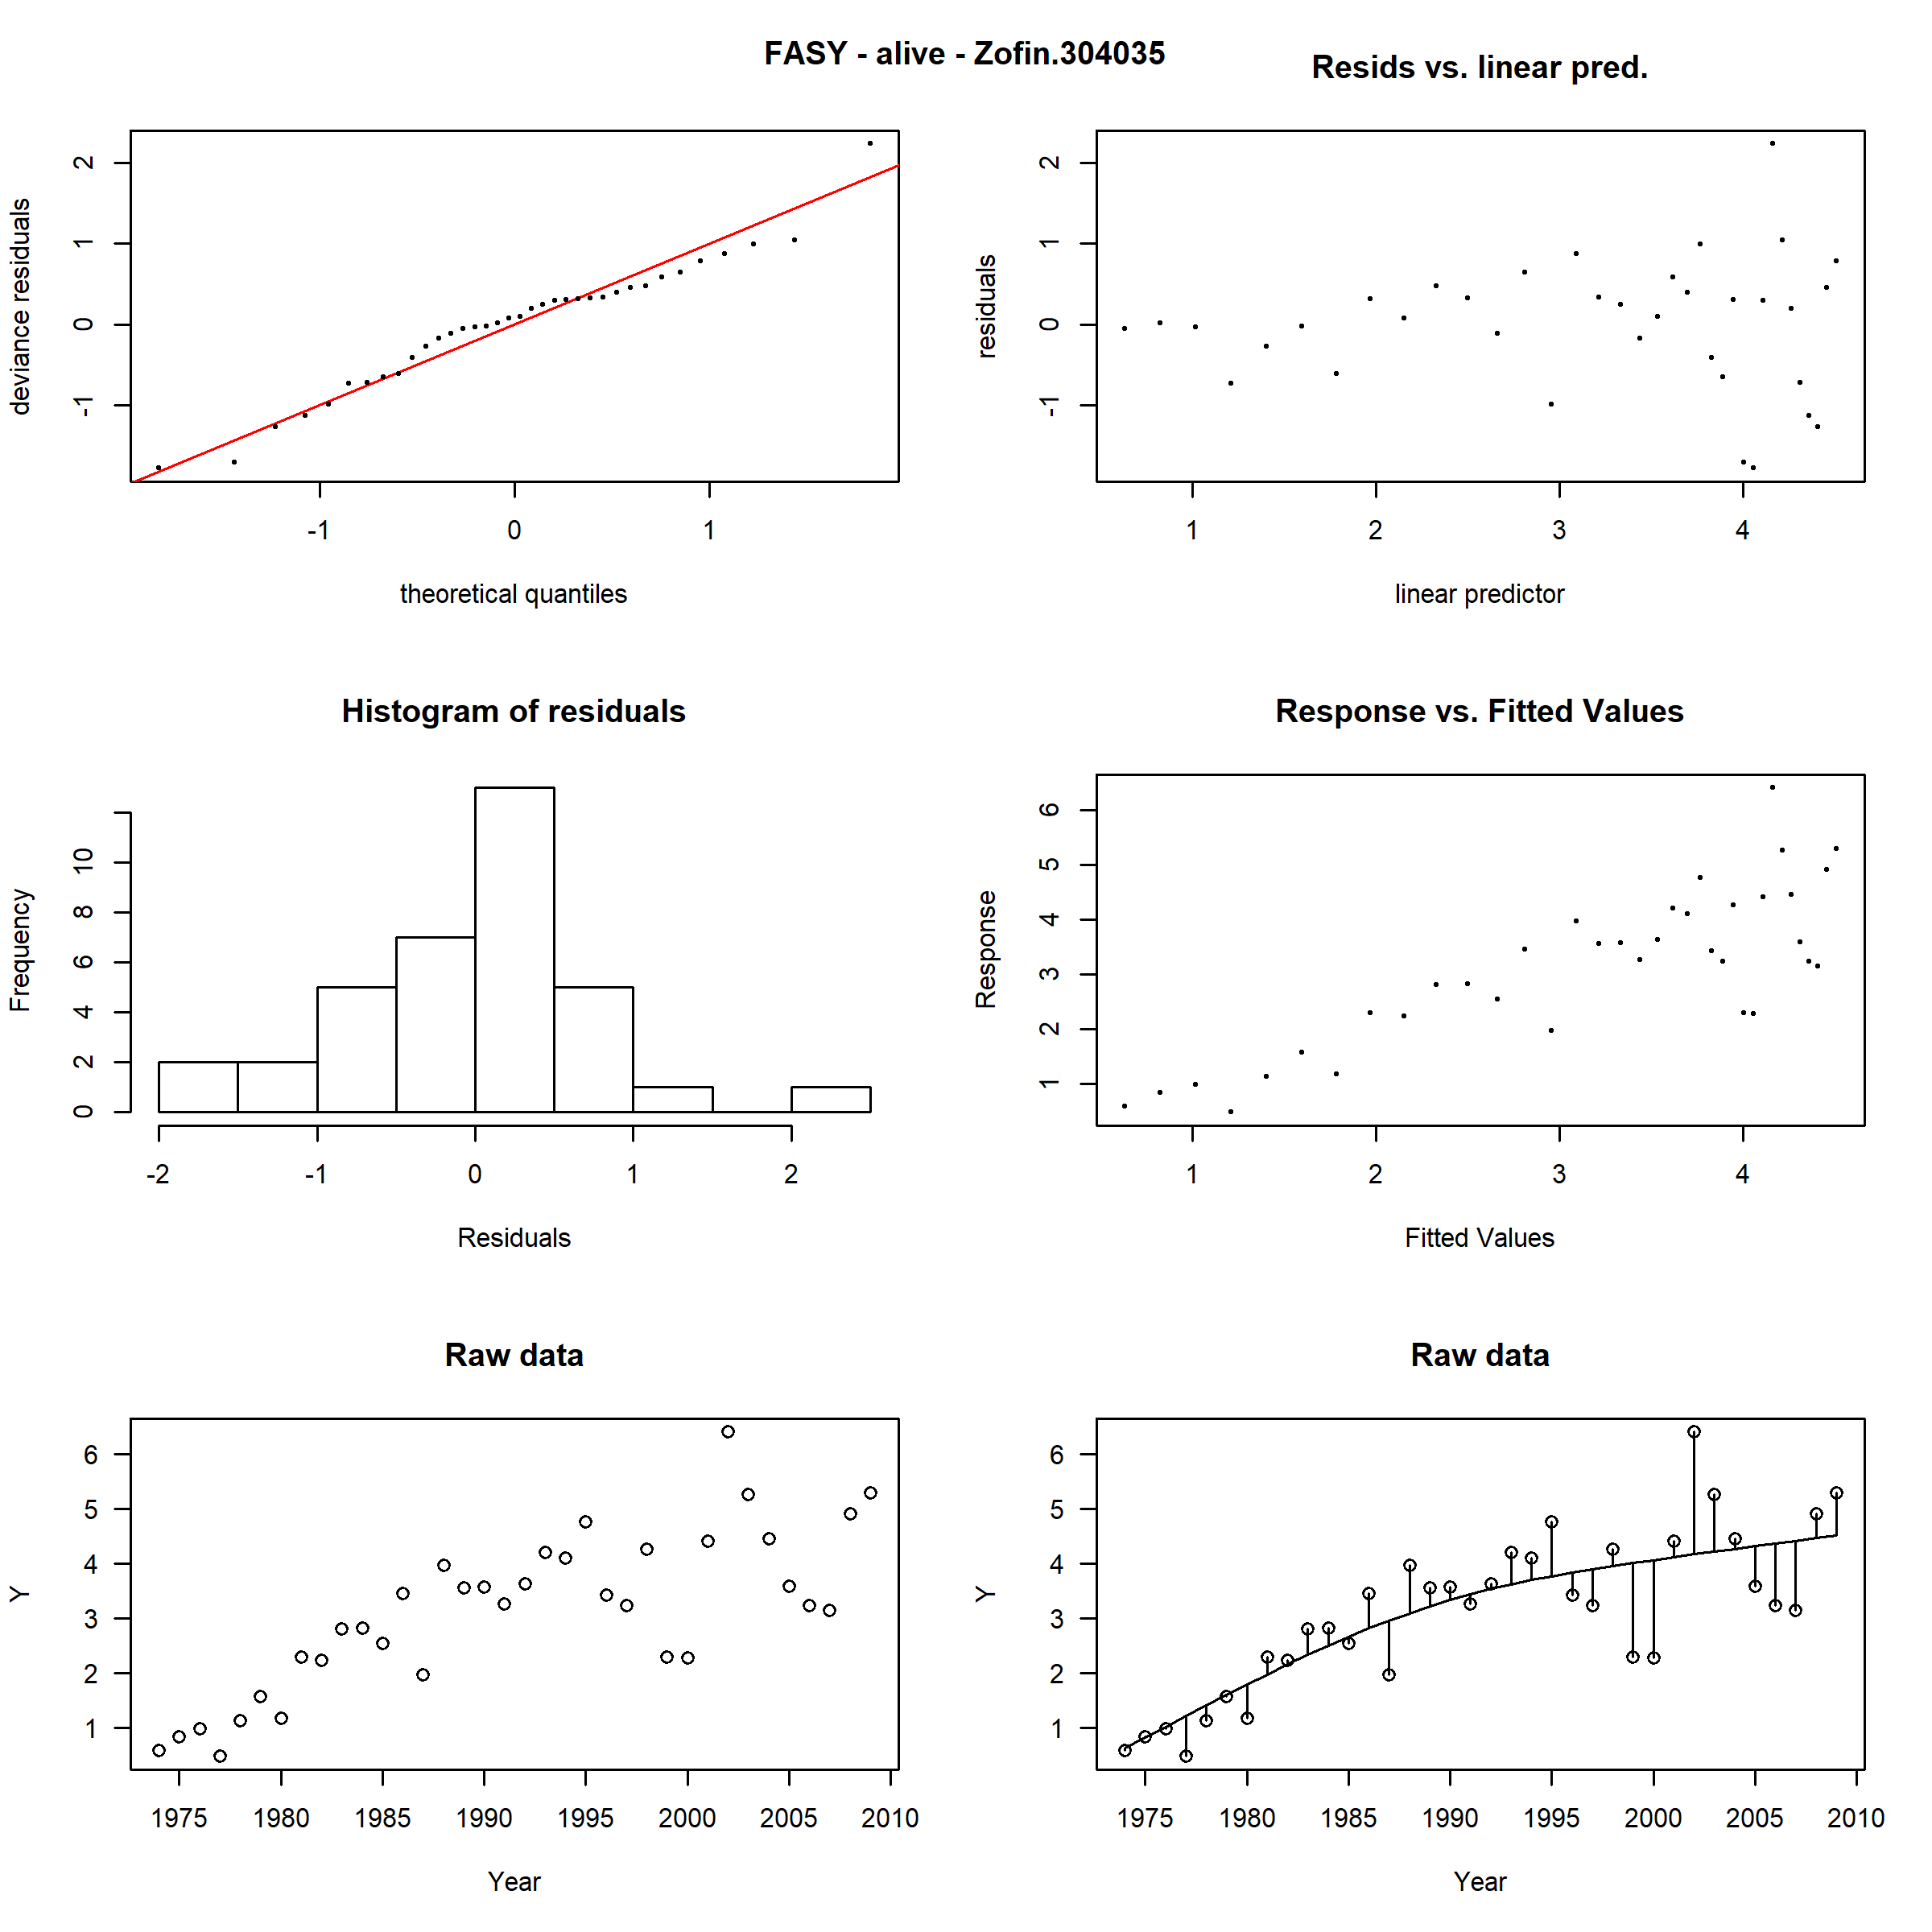 FASY - alive - Zofin.304035
Resids vs. linear pred.
deviance residuals
-1 0 1 2
-1 0 1
theoretical quantiles
residuals
-1 0 1 2
1 2 3 4
linear predictor
Histogram of residuals
Frequency
0 2 4 6 8 10
-2 -1 0 1 2
Residuals
Response vs. Fitted Values
Response
1 2 3 4 5 6
1 2 3 4
Fitted Values
Raw data
Y
6
5
4
3
2
1
1975 1980 1985 1990 1995 2000 2005 2010
Year
Raw data
Y
6
5
4
3
2
1
1975 1980 1985 1990 1995 2000 2005 2010
Year